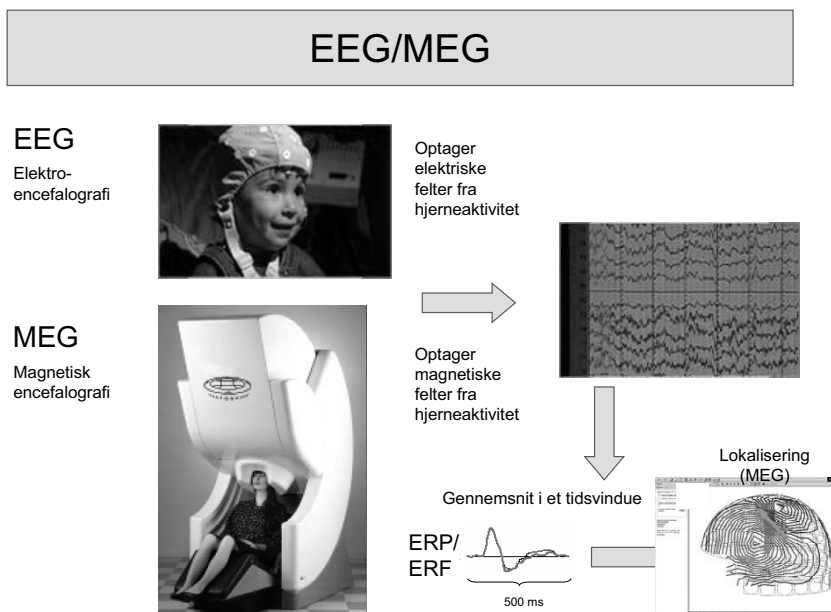 EEG/MEG
EEG
Elektro-
encefalografi
Optager
elektriske
felter fra
hjerneaktivitet
MEG
Magnetisk
encefalografi
Optager
magnetiske
felter fra
hjerneaktivitet
Lokalisering
(MEG)
Gennemsnit i et tidsvindue
ERP/
ERF
500 ms